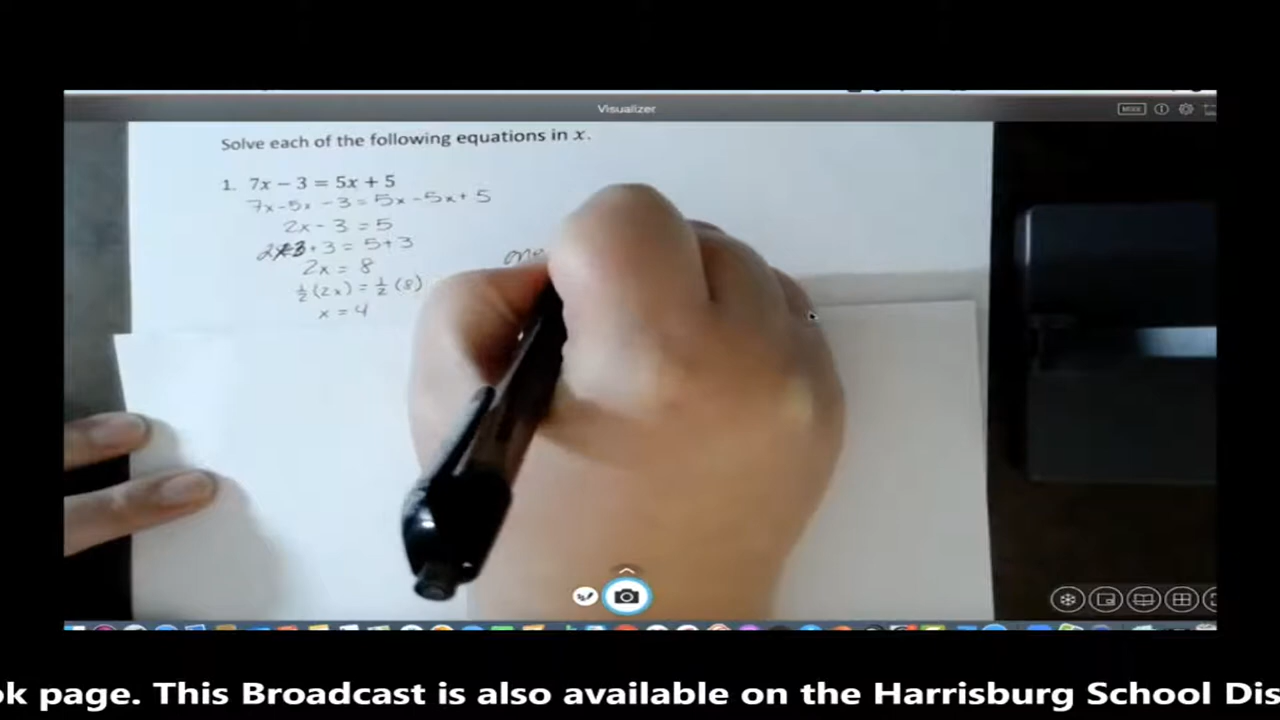 Visualizer
MODE
Solve each of the following equations in x.
1. 7x − 3 = 5x + 5
7x - 5x - 3 = 5x - 5x + 5
2x - 3 = 5
+ 3 = 5 + 3
2x = 8
½(2x) = ½(8)
x = 4
ok page. This Broadcast is also available on the Harrisburg School Dis